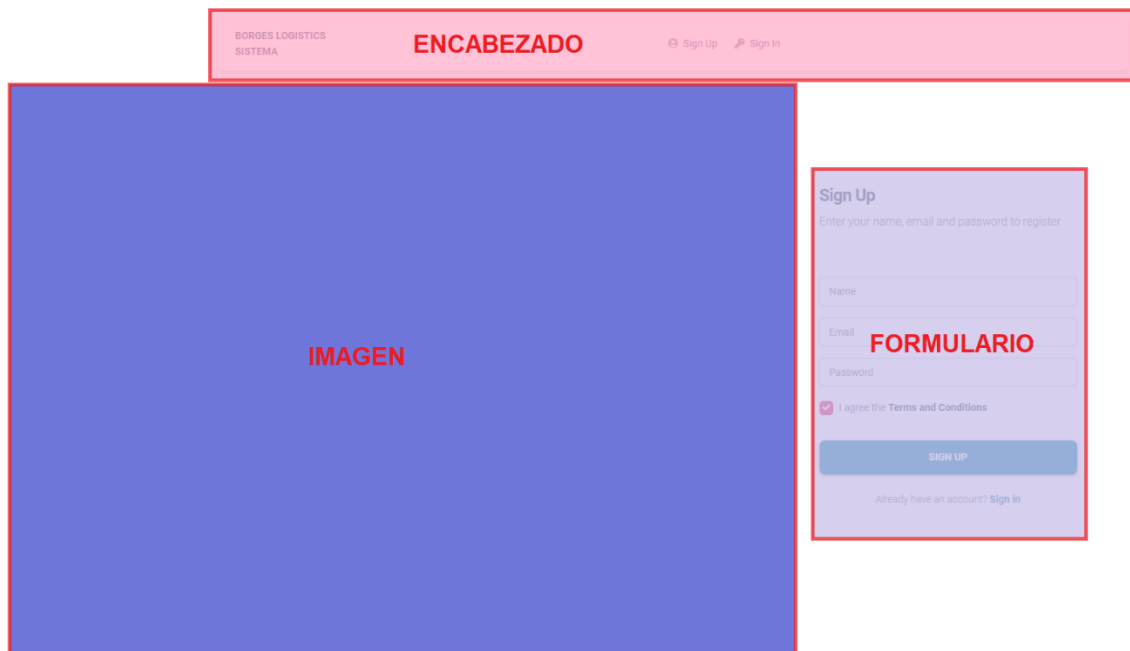 BORGES LOGISTICS
SISTEMA
ENCABEZADO
Sign Up
Sign In
IMAGEN
Sign Up
Enter your name, email and password to register
Name
Email
FORMULARIO
Password
I agree the Terms and Conditions
SIGN UP
Already have an account? Sign in